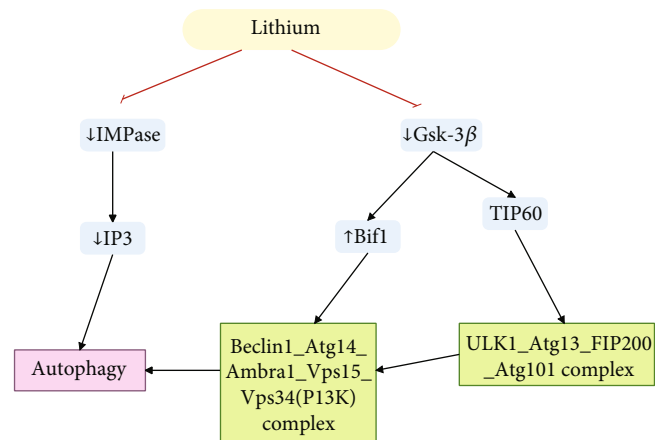 Lithium
↓IMPase
↓Gsk-3β
TIP60
↓IP3
↑Bif1
Autophagy
Beclin1_Atg14_
Ambra1_Vps15_
Vps34(P13K)
complex
ULK1_Atg13_FIP200
_Atg101 complex